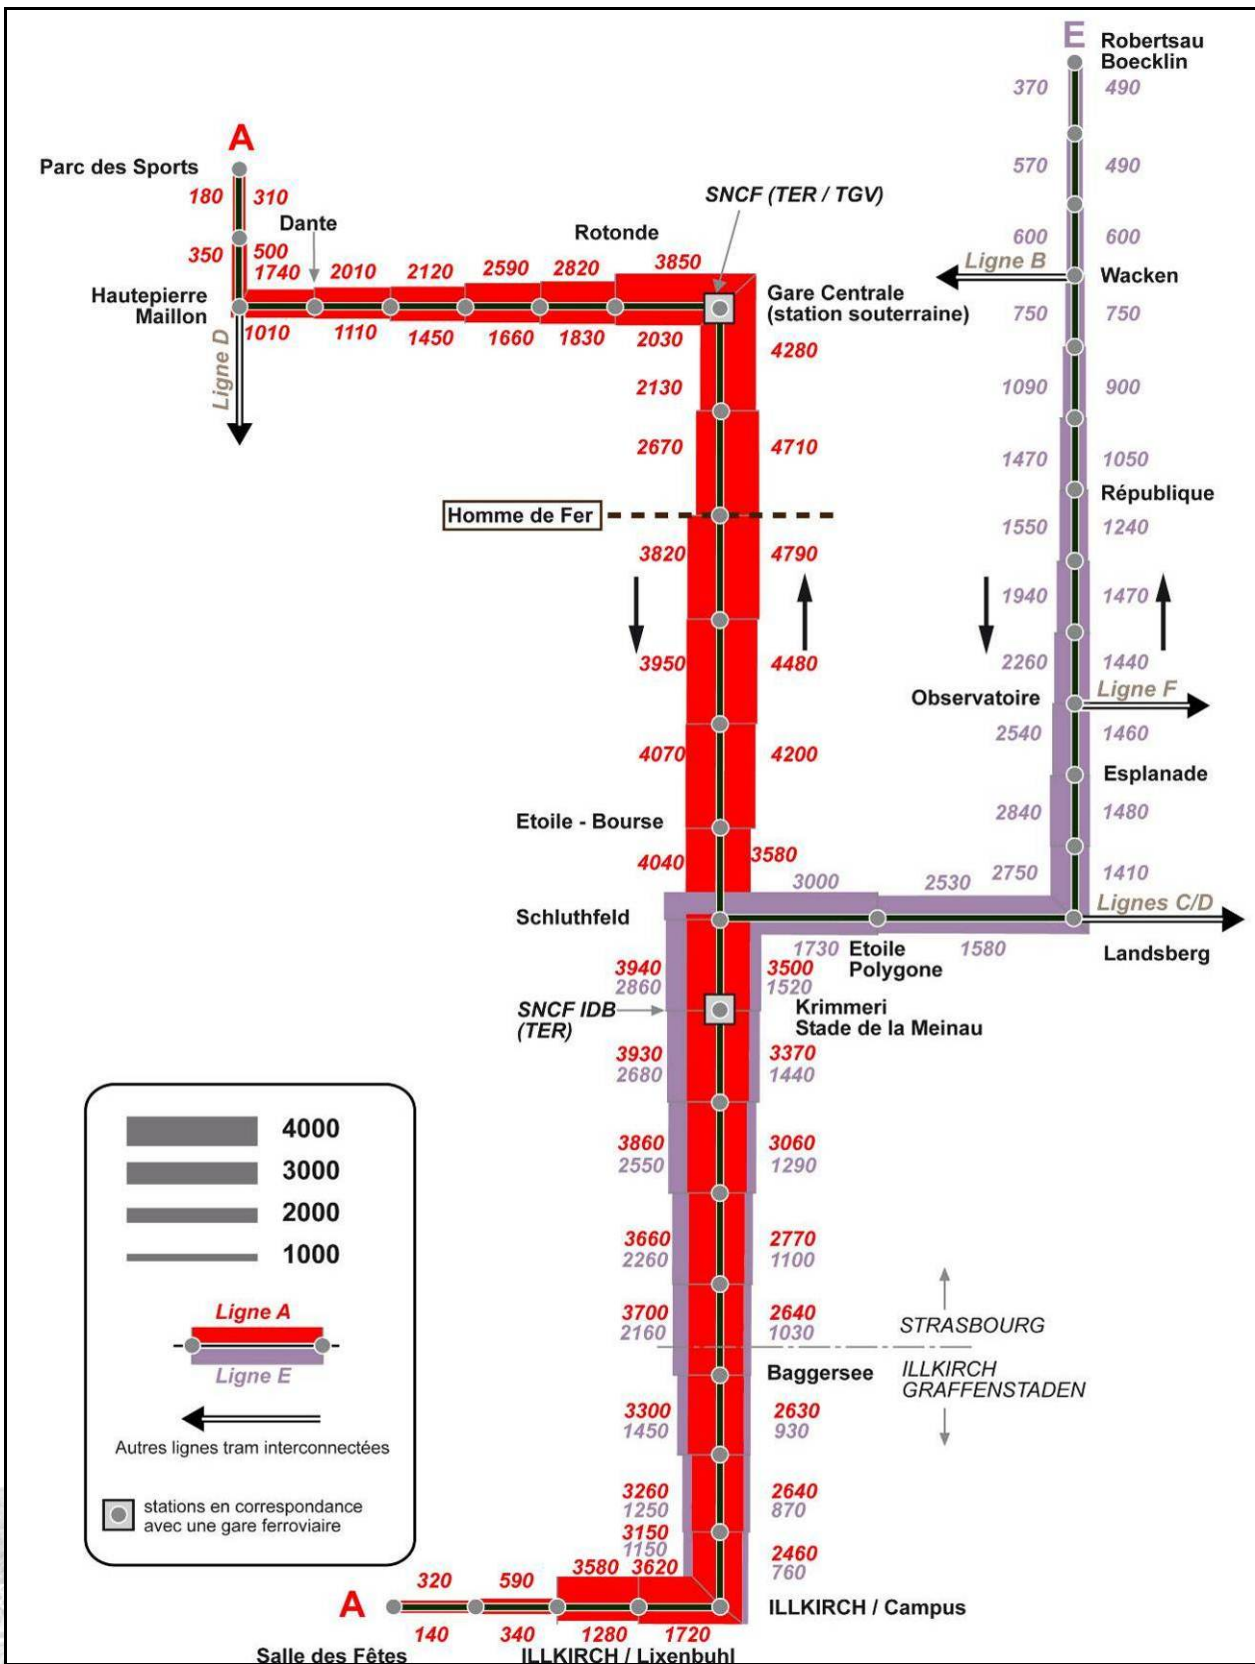 E
Robertsau
Boecklin
370 490
A
Parc des Sports
570 490
180 310
SNCF (TER / TGV)
Dante
Rotonde
600 600
350 500
Ligne B
Wacken
1740 2010 2120 2590 2820 3850
Hautepierre
Maillon
Gare Centrale
(station souterraine)
750 750
1010 1110 1450 1660 1830 2030
4280
Ligne D
2130
1090 900
2670 4710
1470 1050
République
Homme de Fer
1550 1240
3820 4790
1940 1470
3950 4480
2260 1440
Observatoire
Ligne F
2540 1460
4070 4200
Esplanade
Etoile - Bourse
2840 1480
4040 3580
3000 2530 2750 1410
Lignes C/D
Schluthfeld
1730 Etoile
Polygone
1580
Landsberg
3940 3500
2860 1520
SNCF IDB
(TER)
Krimmeri
Stade de la Meinau
3930 3370
2680 1440
4000
3860 3060
2550 1290
3000
2000
3660 2770
2260 1100
1000
Ligne A
3700 2640
2160 1030
STRASBOURG
Ligne E
Baggersee
ILLKIRCH
GRAFFENSTADEN
3300 2630
1450 930
Autres lignes tram interconnectées
3260 2640
1250 870
stations en correspondance
avec une gare ferroviaire
3150
1150
2460
760
320 590 3580 3620
A
ILLKIRCH / Campus
140 340 1280 1720
Salle des Fêtes
ILLKIRCH / Lixenbuhl